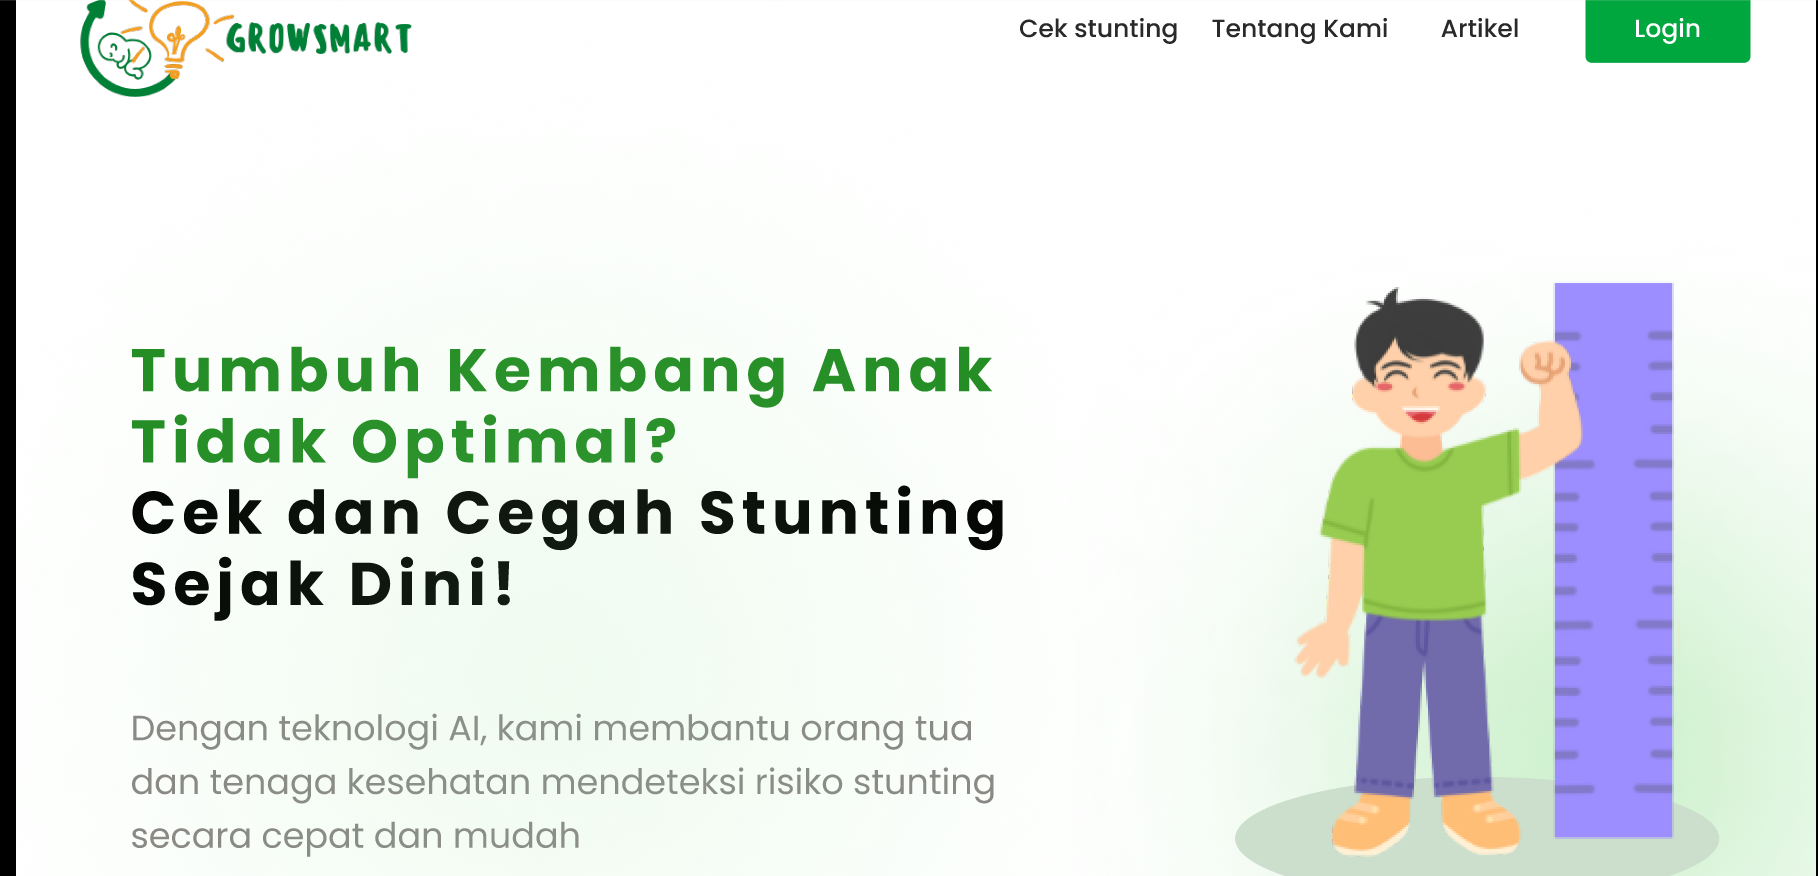 GROWSMART
Cek stunting Tentang Kami Artikel Login
Tumbuh Kembang Anak
Tidak Optimal?
Cek dan Cegah Stunting
Sejak Dini!
Dengan teknologi AI, kami membantu orang tua
dan tenaga kesehatan mendeteksi risiko stunting
secara cepat dan mudah